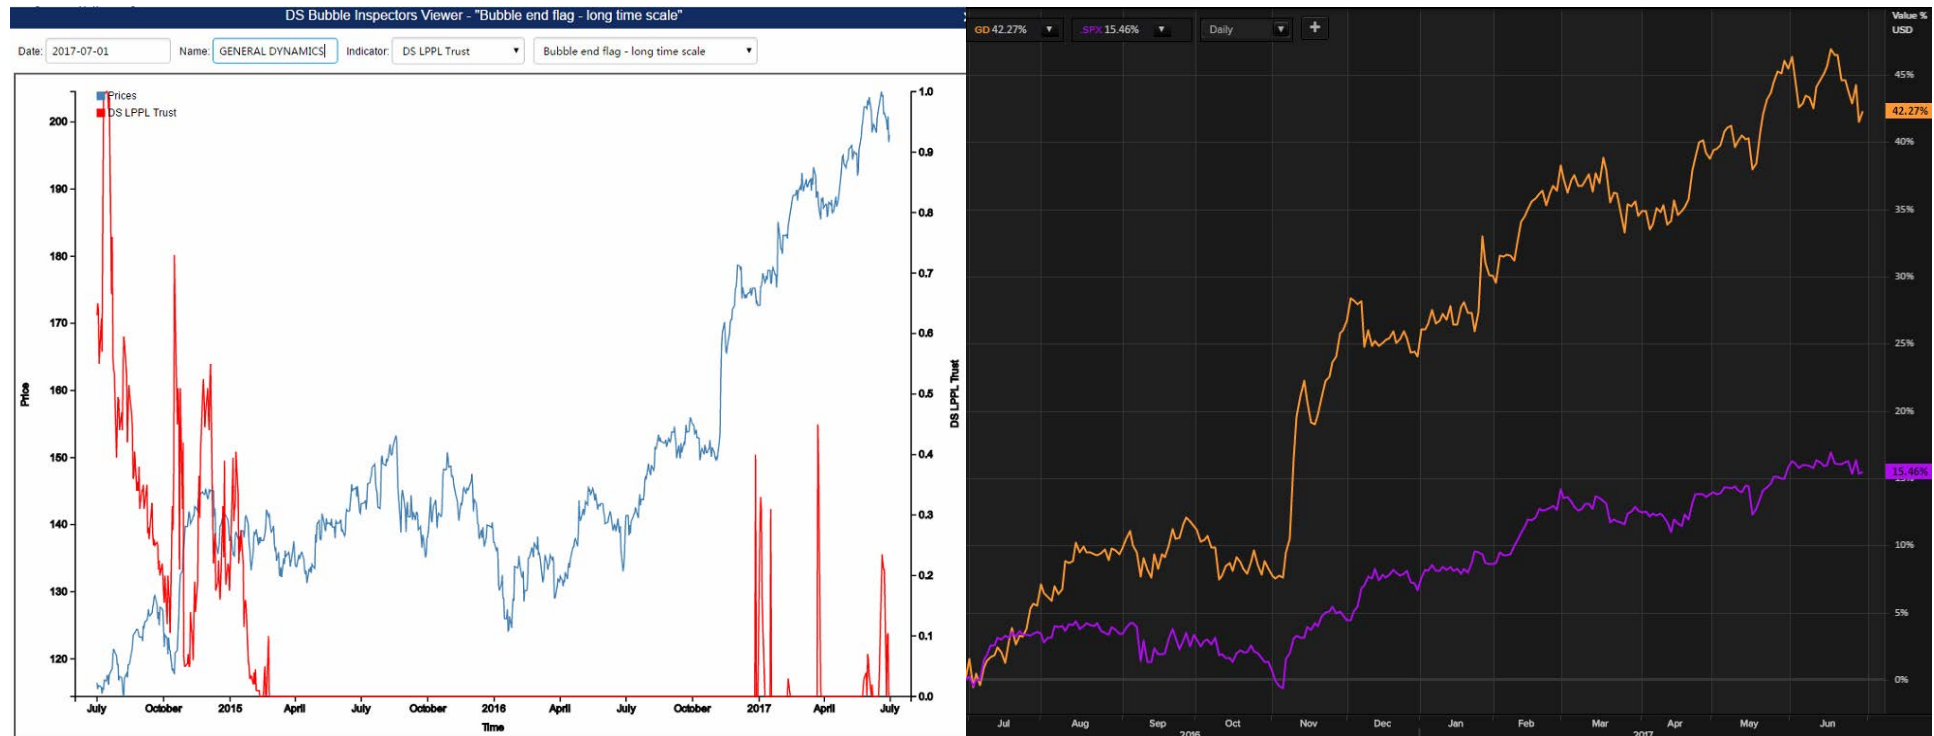 DS Bubble Inspectors Viewer - "Bubble end flag - long time scale"
Date: 2017-07-01 Name: GENERAL DYNAMICS Indicator: DS LPPL Trust Bubble end flag - long time scale
Prices
DS LPPL Trust
200
190
180
170
160
150
140
130
120
Price
1.0
0.9
0.8
0.7
0.6
0.5
0.4
0.3
0.2
0.1
0.0
DS LPPL Trust
July October 2015 April July October 2016 April July October 2017 April July
Time
GD 42.27% .SPX 15.46% Daily +
Value %
USD
45%
42.27%
40%
35%
30%
25%
20%
15.46%
15%
10%
5%
0%
Jul Aug Sep Oct Nov Dec Jan Feb Mar Apr May Jun
2016 2017